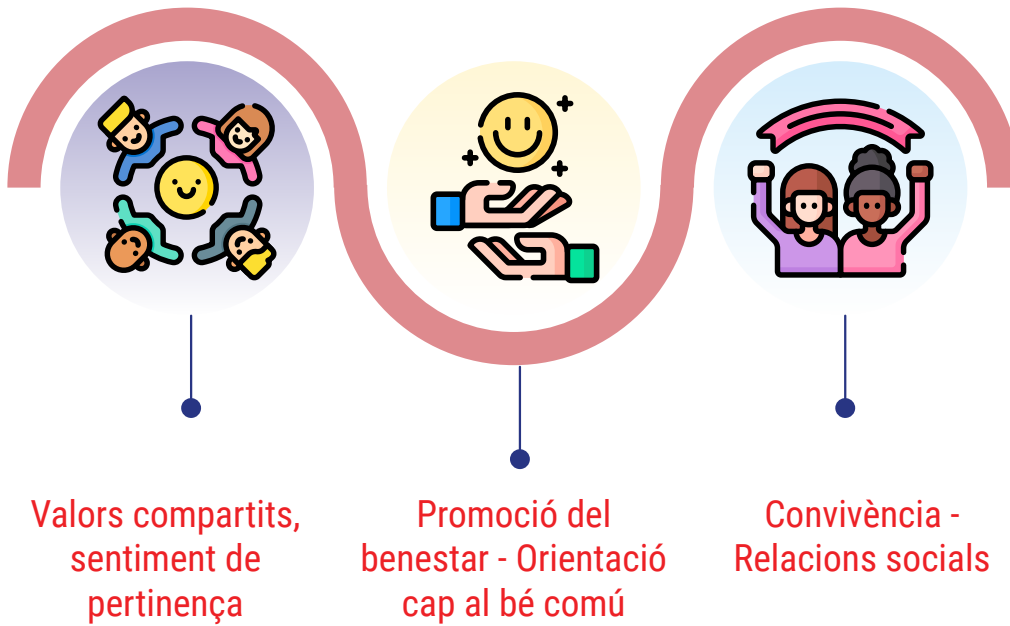 Valors compartits,
sentiment de
pertinença
Promoció del
benestar - Orientació
cap al bé comú
Convivència -
Relacions socials